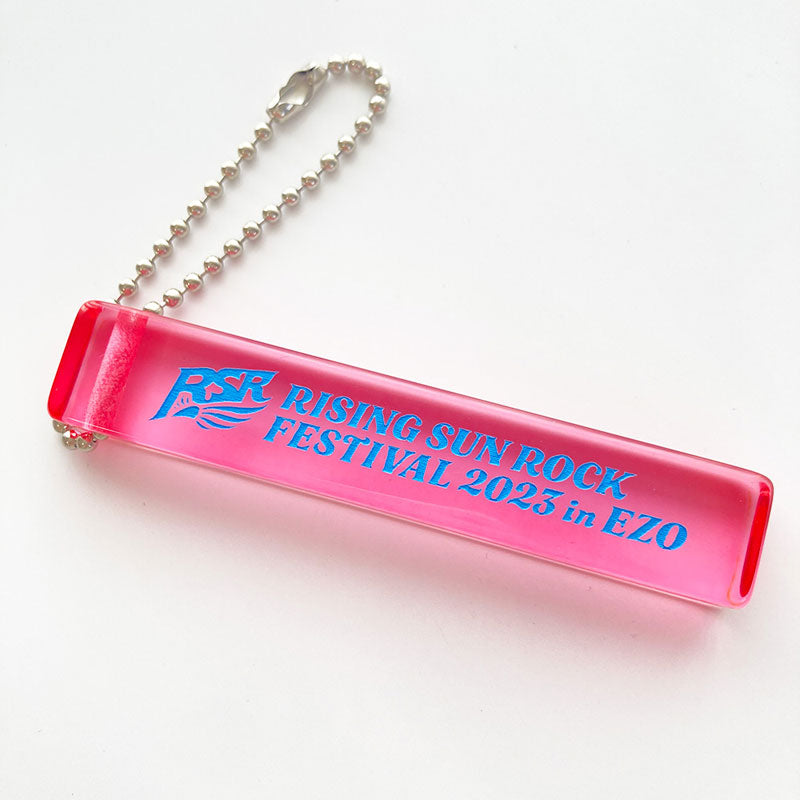 RSR
RISING SUN ROCK
FESTIVAL 2023 in EZO